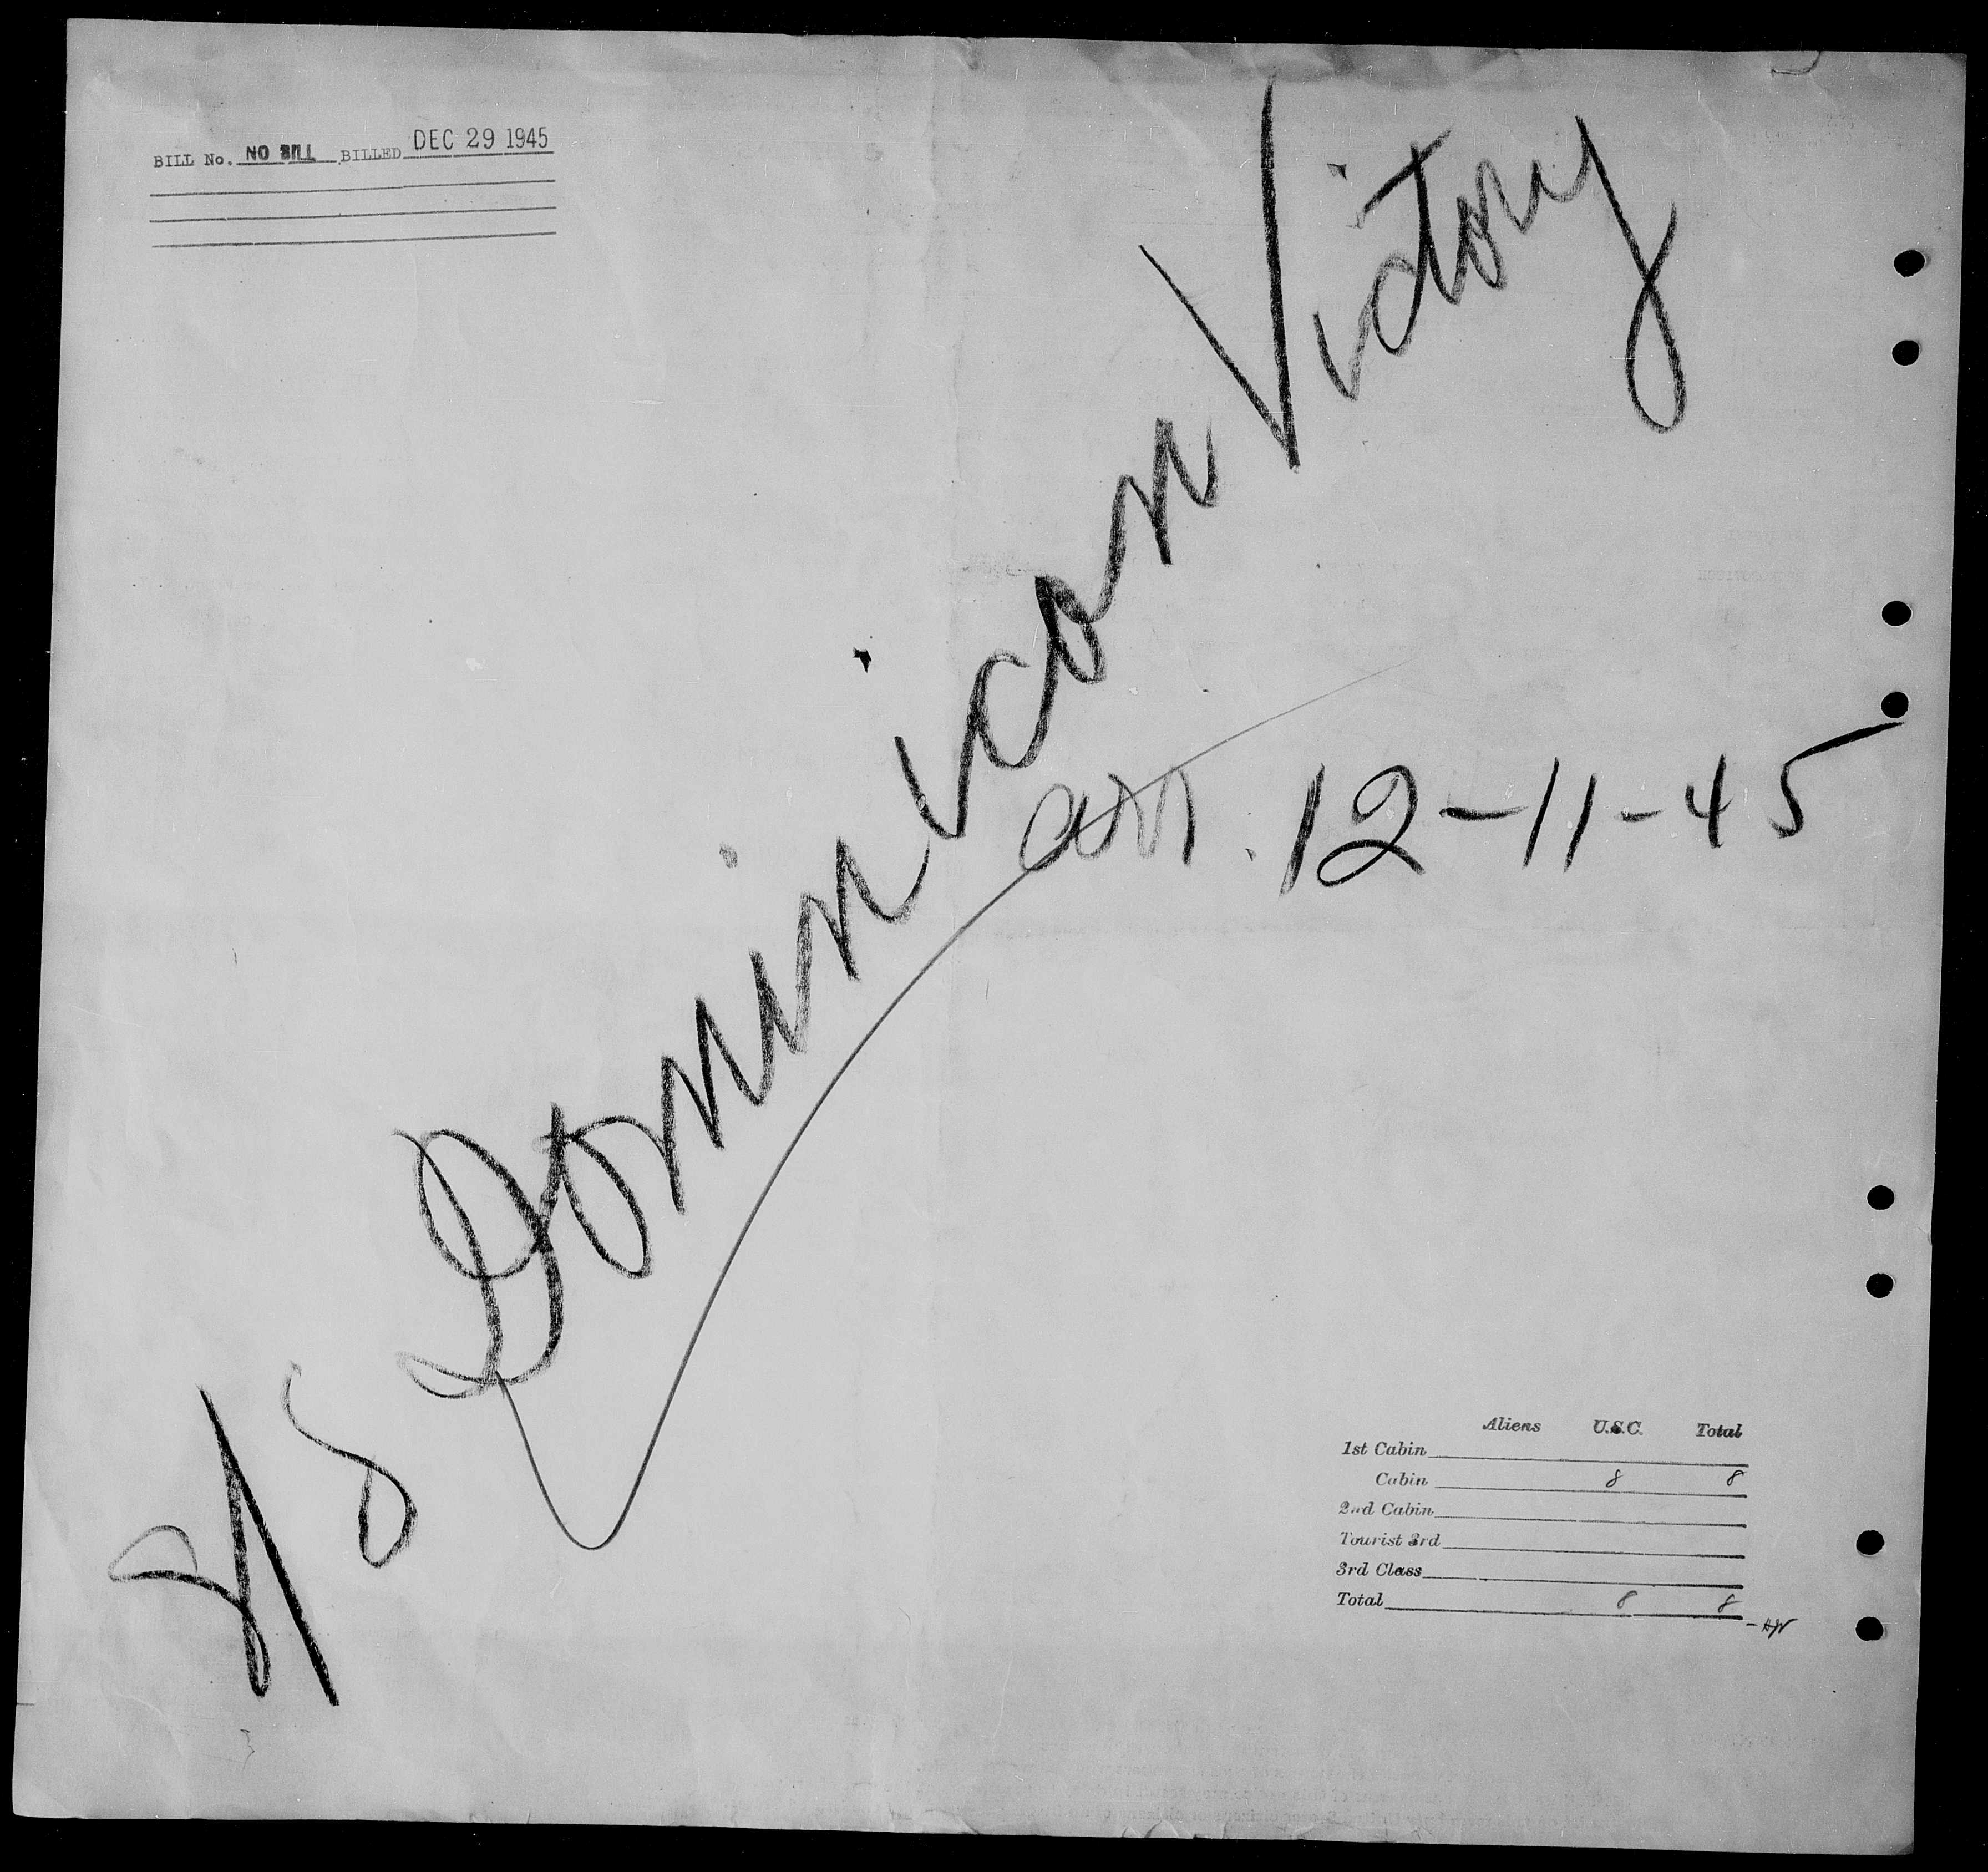 BILL No. NO BILL BILLED DEC 29 1945
S/S Dominican Victory
arr. 12-11-45
Aliens U.S.C. Total
1st Cabin
Cabin 8 8
2nd Cabin
Tourist 3rd
3rd Class
Total 8 8